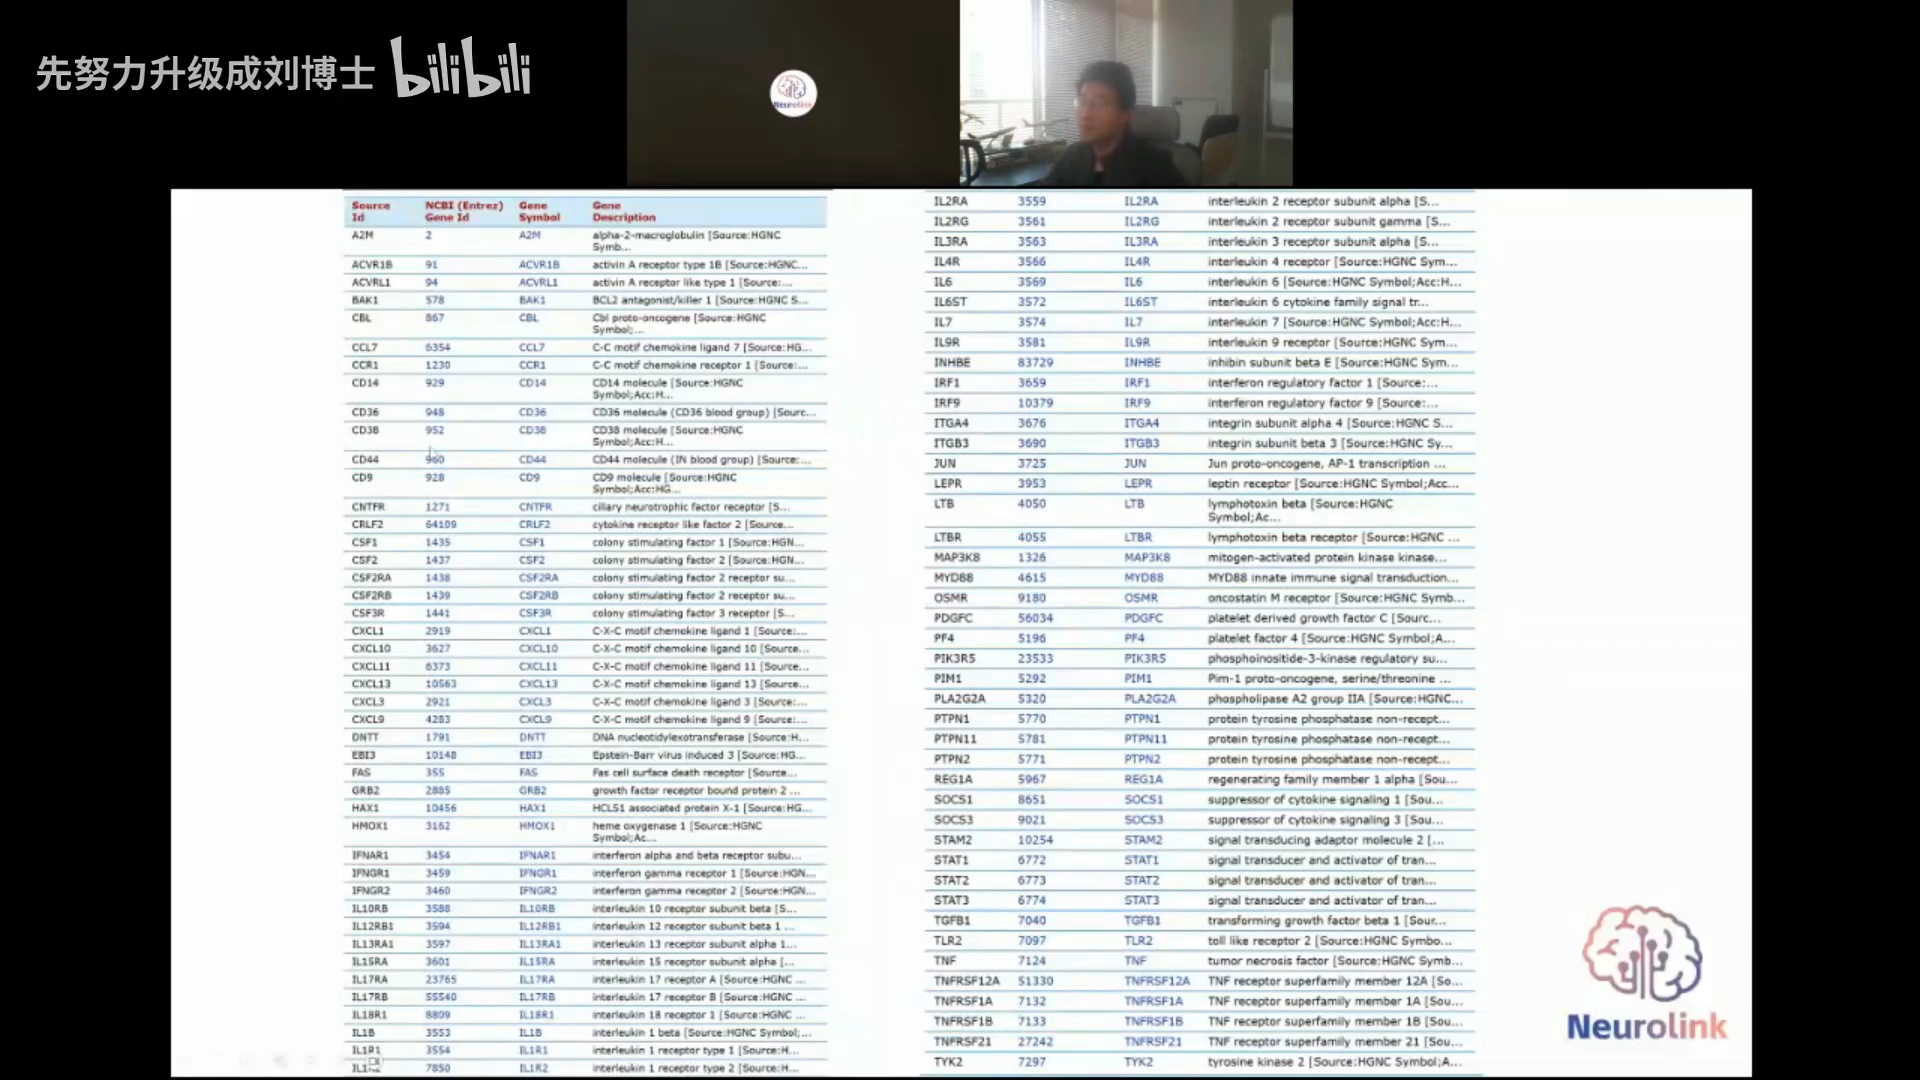 先努力升级成刘博士 bilibili
Neurolink
Source Id NCBI (Entrez) Gene Id Gene Symbol Gene Description
A2M 2 A2M alpha-2-macroglobulin [Source:HGNC
Symb...
ACVR1B 91 ACVR1B activin A receptor type 1B [Source:HGNC...
ACVRL1 94 ACVRL1 activin A receptor like type 1 [Source:...
BAK1 578 BAK1 BCL2 antagonist/killer 1 [Source:HGNC S...
CBL 867 CBL Cbl proto-oncogene [Source:HGNC
Symbol;...
CCL7 6354 CCL7 C-C motif chemokine ligand 7 [Source:HG...
CCR1 1230 CCR1 C-C motif chemokine receptor 1 [Source:...
CD14 929 CD14 CD14 molecule [Source:HGNC
Symbol;Acc:H...
CD36 948 CD36 CD36 molecule (CD36 blood group) [Sourc...
CD38 952 CD38 CD38 molecule [Source:HGNC
Symbol;Acc:H...
CD44 960 CD44 CD44 molecule (IN blood group) [Source:...
CD9 928 CD9 CD9 molecule [Source:HGNC
Symbol;Acc:HG...
CNTFR 1271 CNTFR ciliary neurotrophic factor receptor [S...
CRLF2 64109 CRLF2 cytokine receptor like factor 2 [Source...
CSF1 1435 CSF1 colony stimulating factor 1 [Source:HGN...
CSF2 1437 CSF2 colony stimulating factor 2 [Source:HGN...
CSF2RA 1438 CSF2RA colony stimulating factor 2 receptor su...
CSF2RB 1439 CSF2RB colony stimulating factor 2 receptor su...
CSF3R 1441 CSF3R colony stimulating factor 3 receptor [S...
CXCL1 2919 CXCL1 C-X-C motif chemokine ligand 1 [Source:...
CXCL10 3627 CXCL10 C-X-C motif chemokine ligand 10 [Source...
CXCL11 6373 CXCL11 C-X-C motif chemokine ligand 11 [Source...
CXCL13 10563 CXCL13 C-X-C motif chemokine ligand 13 [Source...
CXCL3 2921 CXCL3 C-X-C motif chemokine ligand 3 [Source:...
CXCL9 4283 CXCL9 C-X-C motif chemokine ligand 9 [Source:...
DNTT 1791 DNTT DNA nucleotidylexotransferase [Source:H...
EBI3 10148 EBI3 Epstein-Barr virus induced 3 [Source:HG...
FAS 355 FAS Fas cell surface death receptor [Source...
GRB2 2885 GRB2 growth factor receptor bound protein 2 ...
HAX1 10456 HAX1 HCLS1 associated protein X-1 [Source:HG...
HMOX1 3162 HMOX1 heme oxygenase 1 [Source:HGNC
Symbol;Ac...
IFNAR1 3454 IFNAR1 interferon alpha and beta receptor subu...
IFNGR1 3459 IFNGR1 interferon gamma receptor 1 [Source:HGN...
IFNGR2 3460 IFNGR2 interferon gamma receptor 2 [Source:HGN...
IL10RB 3588 IL10RB interleukin 10 receptor subunit beta [S...
IL12RB1 3594 IL12RB1 interleukin 12 receptor subunit beta 1 ...
IL13RA1 3597 IL13RA1 interleukin 13 receptor subunit alpha 1...
IL15RA 3601 IL15RA interleukin 15 receptor subunit alpha [...
IL17RA 23765 IL17RA interleukin 17 receptor A [Source:HGNC ...
IL17RB 55540 IL17RB interleukin 17 receptor B [Source:HGNC ...
IL18R1 8809 IL18R1 interleukin 18 receptor 1 [Source:HGNC ...
IL1B 3553 IL1B interleukin 1 beta [Source:HGNC Symbol;...
IL1R1 3554 IL1R1 interleukin 1 receptor type 1 [Source:H...
IL1R2 7850 IL1R2 interleukin 1 receptor type 2 [Source:H...
IL2RA 3559 IL2RA interleukin 2 receptor subunit alpha [S...
IL2RG 3561 IL2RG interleukin 2 receptor subunit gamma [S...
IL3RA 3563 IL3RA interleukin 3 receptor subunit alpha [S...
IL4R 3566 IL4R interleukin 4 receptor [Source:HGNC Sym...
IL6 3569 IL6 interleukin 6 [Source:HGNC Symbol;Acc:H...
IL6ST 3572 IL6ST interleukin 6 cytokine family signal tr...
IL7 3574 IL7 interleukin 7 [Source:HGNC Symbol;Acc:H...
IL9R 3581 IL9R interleukin 9 receptor [Source:HGNC Sym...
INHBE 83729 INHBE inhibin subunit beta E [Source:HGNC Sym...
IRF1 3659 IRF1 interferon regulatory factor 1 [Source:...
IRF9 10379 IRF9 interferon regulatory factor 9 [Source:...
ITGA4 3676 ITGA4 integrin subunit alpha 4 [Source:HGNC S...
ITGB3 3690 ITGB3 integrin subunit beta 3 [Source:HGNC Sy...
JUN 3725 JUN Jun proto-oncogene, AP-1 transcription ...
LEPR 3953 LEPR leptin receptor [Source:HGNC Symbol;Acc...
LTB 4050 LTB lymphotoxin beta [Source:HGNC
Symbol;Ac...
LTBR 4055 LTBR lymphotoxin beta receptor [Source:HGNC ...
MAP3K8 1326 MAP3K8 mitogen-activated protein kinase kinase...
MYD88 4615 MYD88 MYD88 innate immune signal transduction...
OSMR 9180 OSMR oncostatin M receptor [Source:HGNC Symb...
PDGFC 56034 PDGFC platelet derived growth factor C [Sourc...
PF4 5196 PF4 platelet factor 4 [Source:HGNC Symbol;A...
PIK3R5 23533 PIK3R5 phosphoinositide-3-kinase regulatory su...
PIM1 5292 PIM1 Pim-1 proto-oncogene, serine/threonine ...
PLA2G2A 5320 PLA2G2A phospholipase A2 group IIA [Source:HGNC...
PTPN1 5770 PTPN1 protein tyrosine phosphatase non-recept...
PTPN11 5781 PTPN11 protein tyrosine phosphatase non-recept...
PTPN2 5771 PTPN2 protein tyrosine phosphatase non-recept...
REG1A 5967 REG1A regenerating family member 1 alpha [Sou...
SOCS1 8651 SOCS1 suppressor of cytokine signaling 1 [Sou...
SOCS3 9021 SOCS3 suppressor of cytokine signaling 3 [Sou...
STAM2 10254 STAM2 signal transducing adaptor molecule 2 [...
STAT1 6772 STAT1 signal transducer and activator of tran...
STAT2 6773 STAT2 signal transducer and activator of tran...
STAT3 6774 STAT3 signal transducer and activator of tran...
TGFB1 7040 TGFB1 transforming growth factor beta 1 [Sour...
TLR2 7097 TLR2 toll like receptor 2 [Source:HGNC Symbo...
TNF 7124 TNF tumor necrosis factor [Source:HGNC Symb...
TNFRSF12A 51330 TNFRSF12A TNF receptor superfamily member 12A [So...
TNFRSF1A 7132 TNFRSF1A TNF receptor superfamily member 1A [Sou...
TNFRSF1B 7133 TNFRSF1B TNF receptor superfamily member 1B [Sou...
TNFRSF21 27242 TNFRSF21 TNF receptor superfamily member 21 [Sou...
TYK2 7297 TYK2 tyrosine kinase 2 [Source:HGNC Symbol;A...
Neurolink